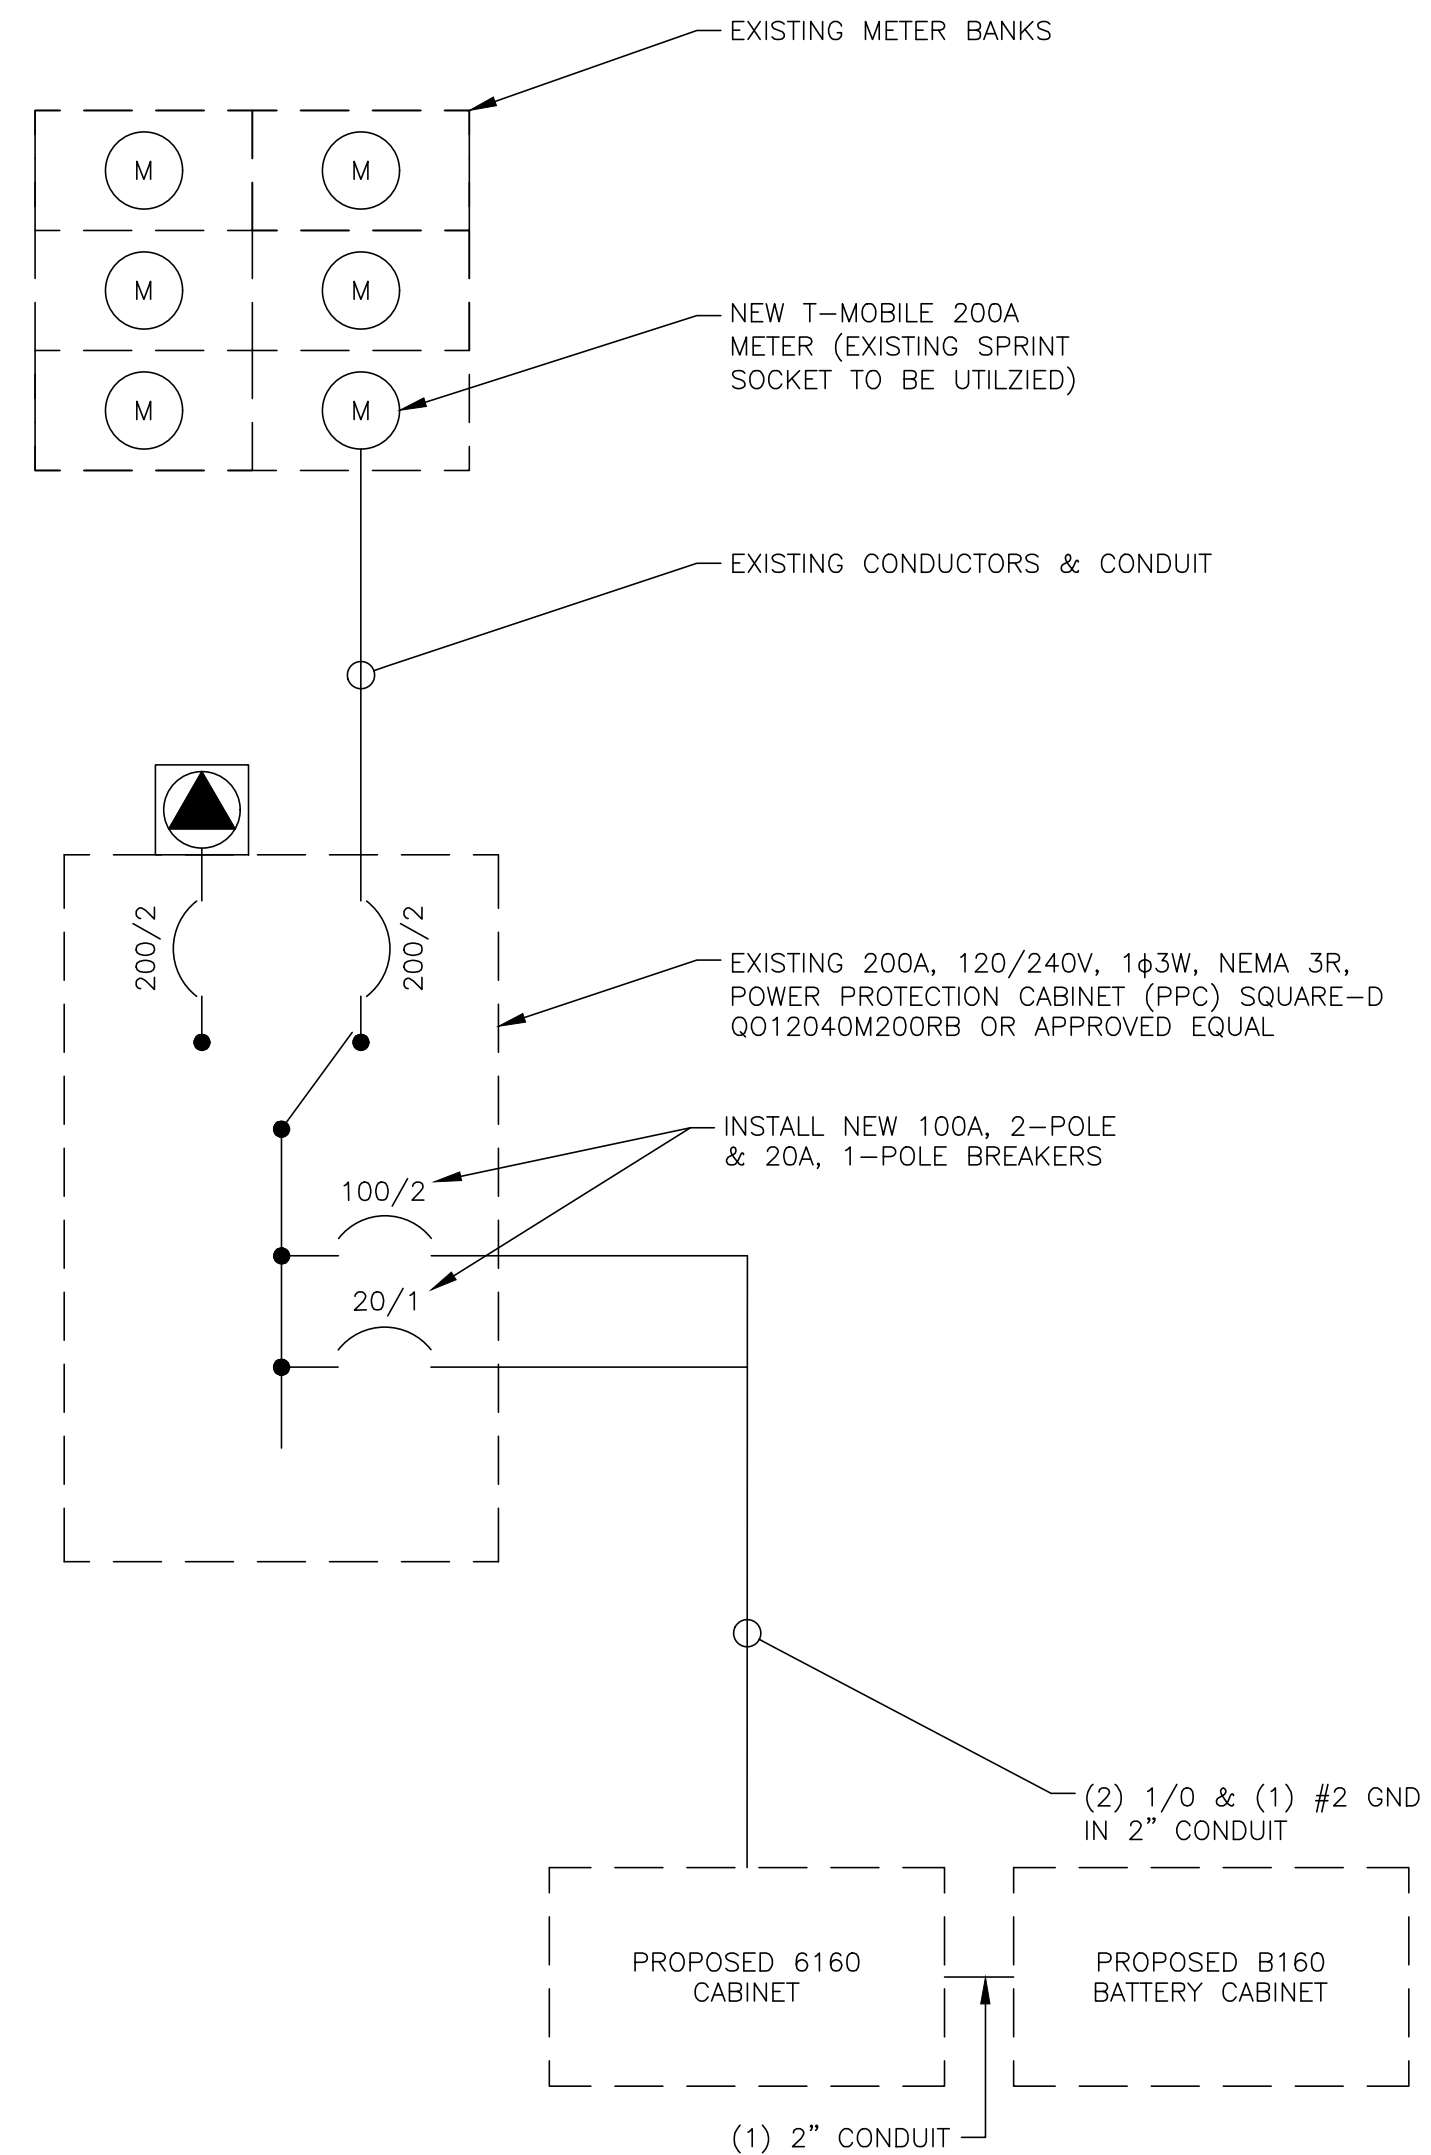 EXISTING METER BANKS
M M
M M
NEW T-MOBILE 200A
METER (EXISTING SPRINT
SOCKET TO BE UTILZIED)
M M
EXISTING CONDUCTORS & CONDUIT
200/2
200/2
EXISTING 200A, 120/240V, 1ϕ3W, NEMA 3R,
POWER PROTECTION CABINET (PPC) SQUARE-D
QO12040M200RB OR APPROVED EQUAL
INSTALL NEW 100A, 2-POLE
& 20A, 1-POLE BREAKERS
100/2
20/1
(2) 1/0 & (1) #2 GND
IN 2” CONDUIT
PROPOSED 6160
CABINET
PROPOSED B160
BATTERY CABINET
(1) 2” CONDUIT